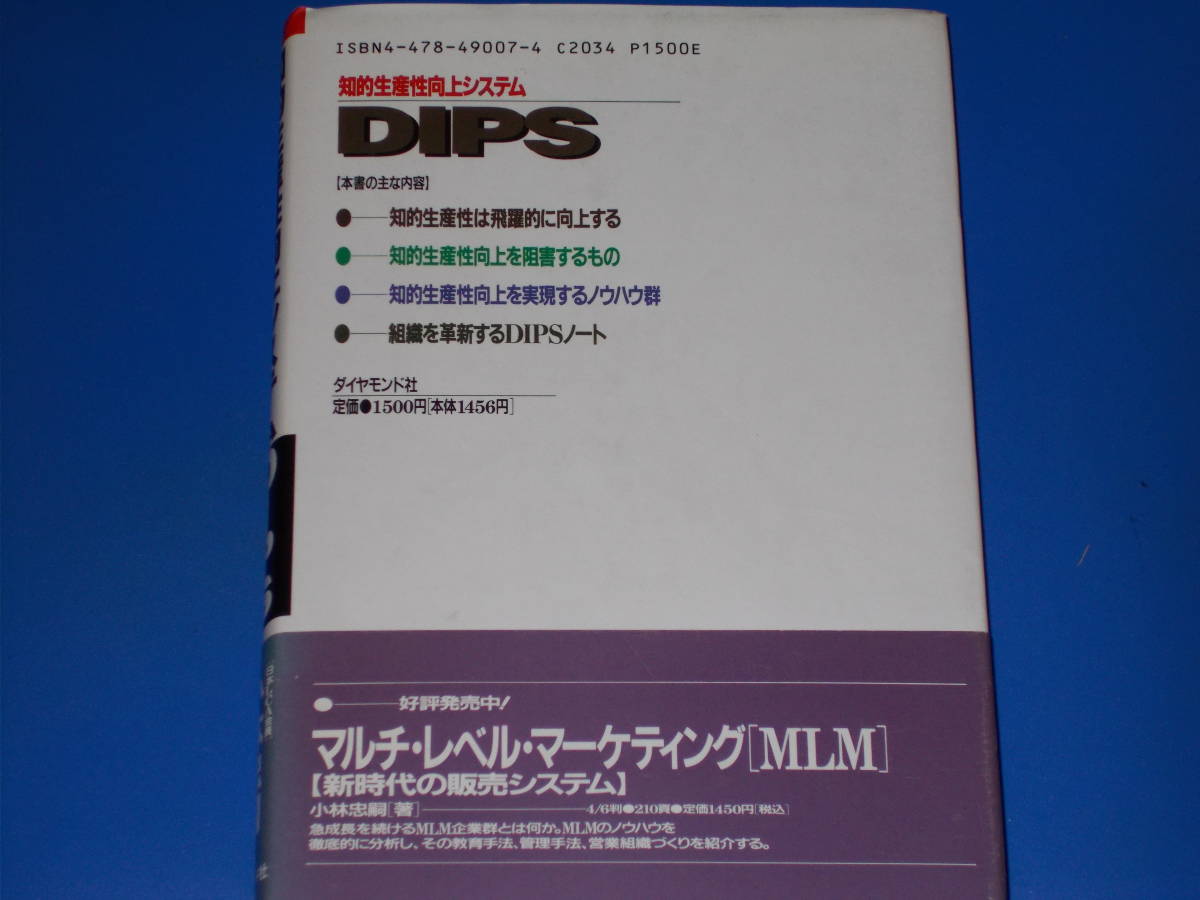 ISBN4-478-49007-4 C2034 P1500E
知的生産性向上システム
DIPS
[本書の主な内容]
●——知的生産性は飛躍的に向上する
●——知的生産性向上を阻害するもの
●——知的生産性向上を実現するノウハウ群
●——組織を革新するDIPSノート
ダイヤモンド社
定価●1500円[本体1456円]
●——好評発売中!
マルチ・レベル・マーケティング[MLM]
【新時代の販売システム】
小林忠嗣[著]——4/6判●210頁●定価1450円[税込]
急成長を続けるMLM企業群とは何か。MLMのノウハウを
徹底的に分析し、その教育手法、管理手法、営業組織づくりを紹介する。